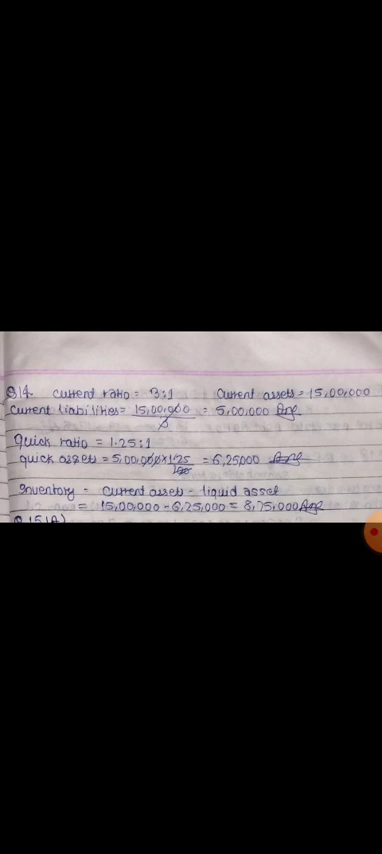 Q14. Current ratio = 3:1 Current assets = 15,00,000
Current liabilities = 15,00,000 / 3 = 5,00,000 Ans
Quick ratio = 1.25:1
quick assets = 5,00,000 × 1.25 / 100 = 6,25,000 Ans
Inventory = current assets - liquid asset
= 15,00,000 - 6,25,000 = 8,75,000 Ans